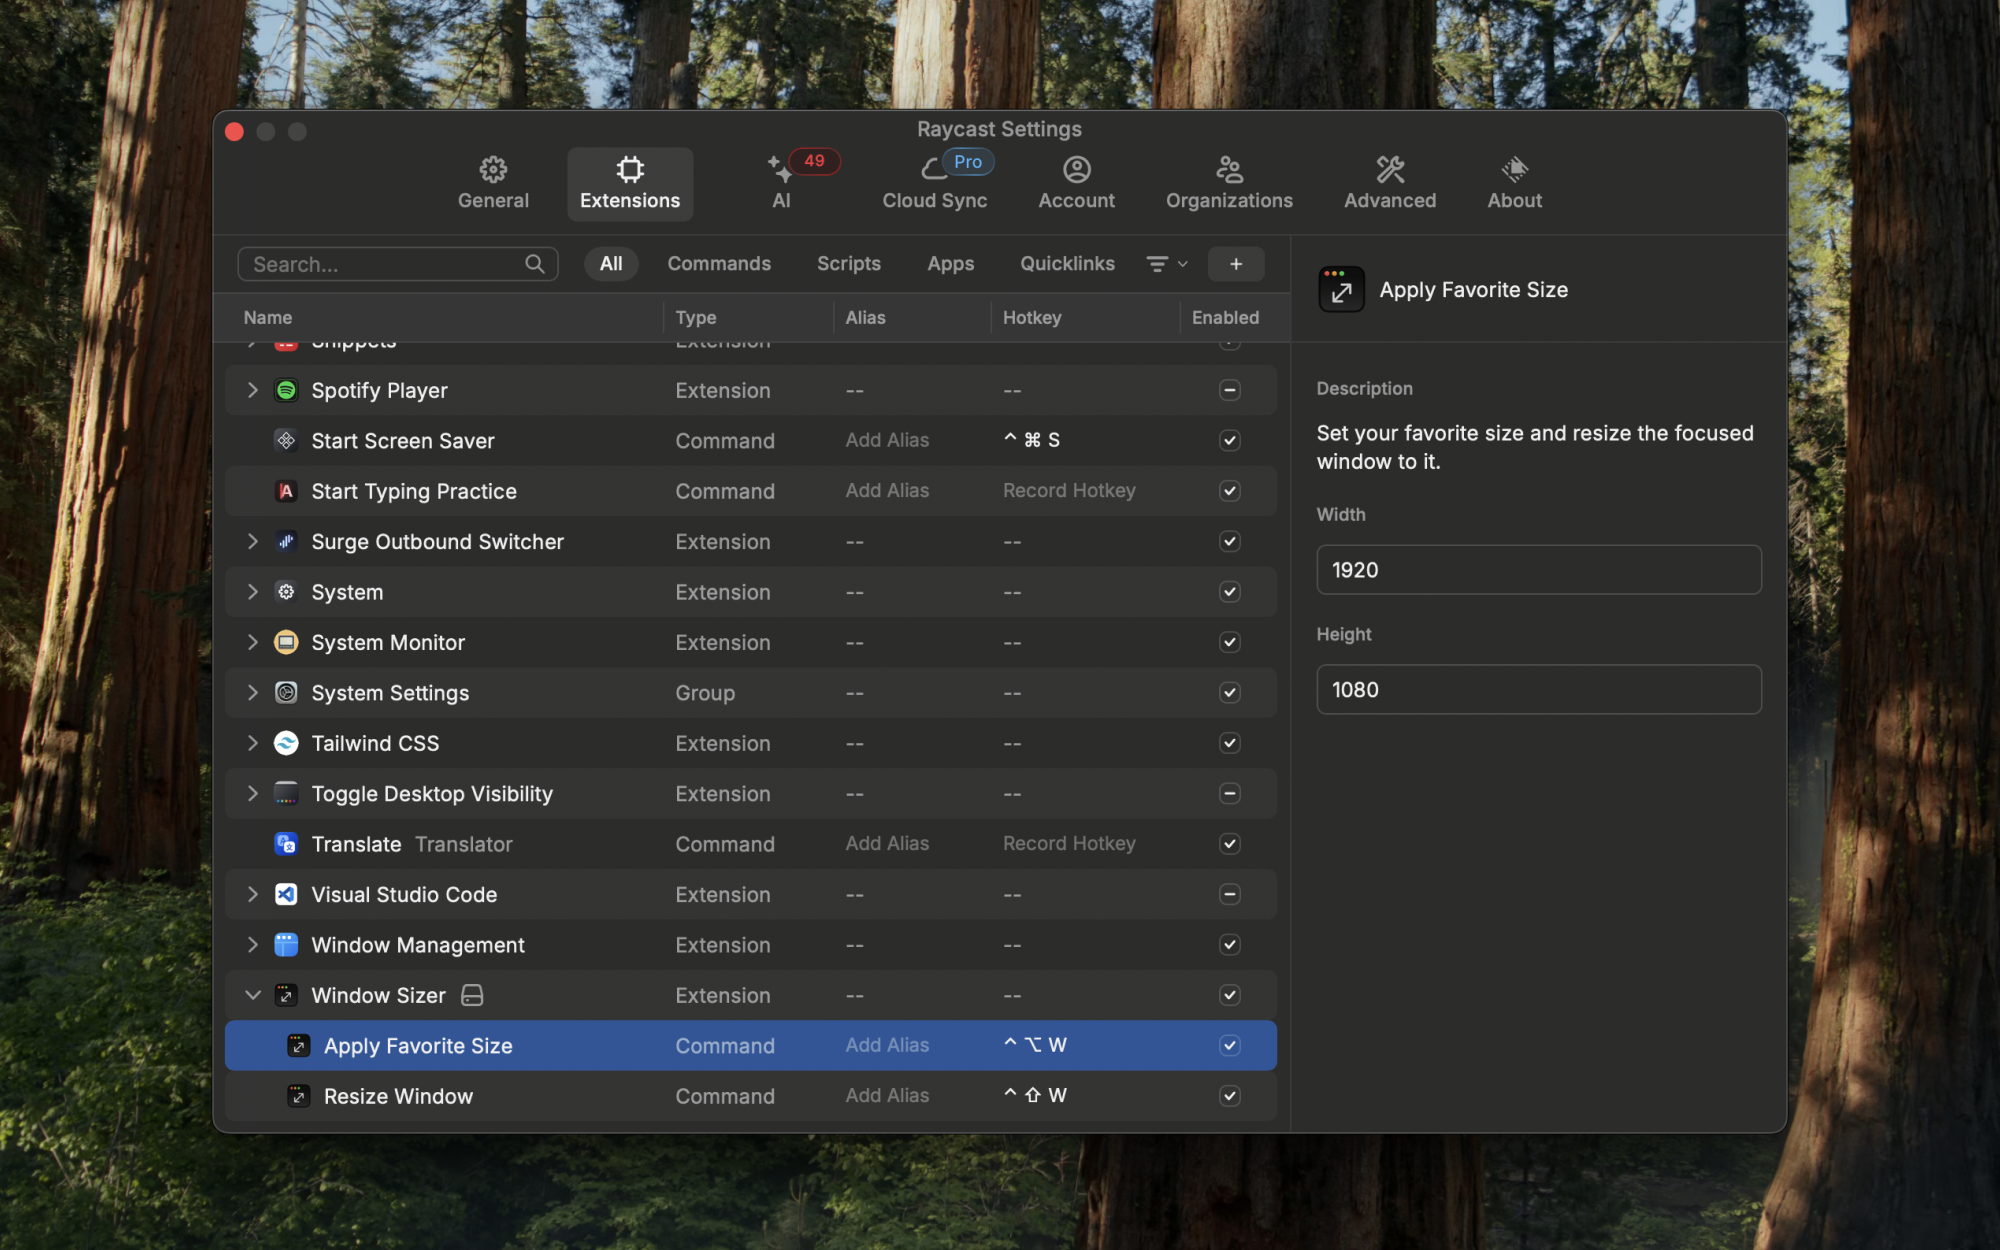 Raycast Settings
General
Extensions
49
AI
Pro
Cloud Sync
Account
Organizations
Advanced
About
Search...
All
Commands
Scripts
Apps
Quicklinks
+
Name Type Alias Hotkey Enabled
Snippets Extension
Spotify Player Extension -- --
Start Screen Saver Command Add Alias ^ ⌘ S
Start Typing Practice Command Add Alias Record Hotkey
Surge Outbound Switcher Extension -- --
System Extension -- --
System Monitor Extension -- --
System Settings Group -- --
Tailwind CSS Extension -- --
Toggle Desktop Visibility Extension -- --
Translate Translator Command Add Alias Record Hotkey
Visual Studio Code Extension -- --
Window Management Extension -- --
Window Sizer Extension -- --
Apply Favorite Size Command Add Alias ^ ⌥ W
Resize Window Command Add Alias ^ ⇧ W
Apply Favorite Size
Description
Set your favorite size and resize the focused
window to it.
Width
1920
Height
1080